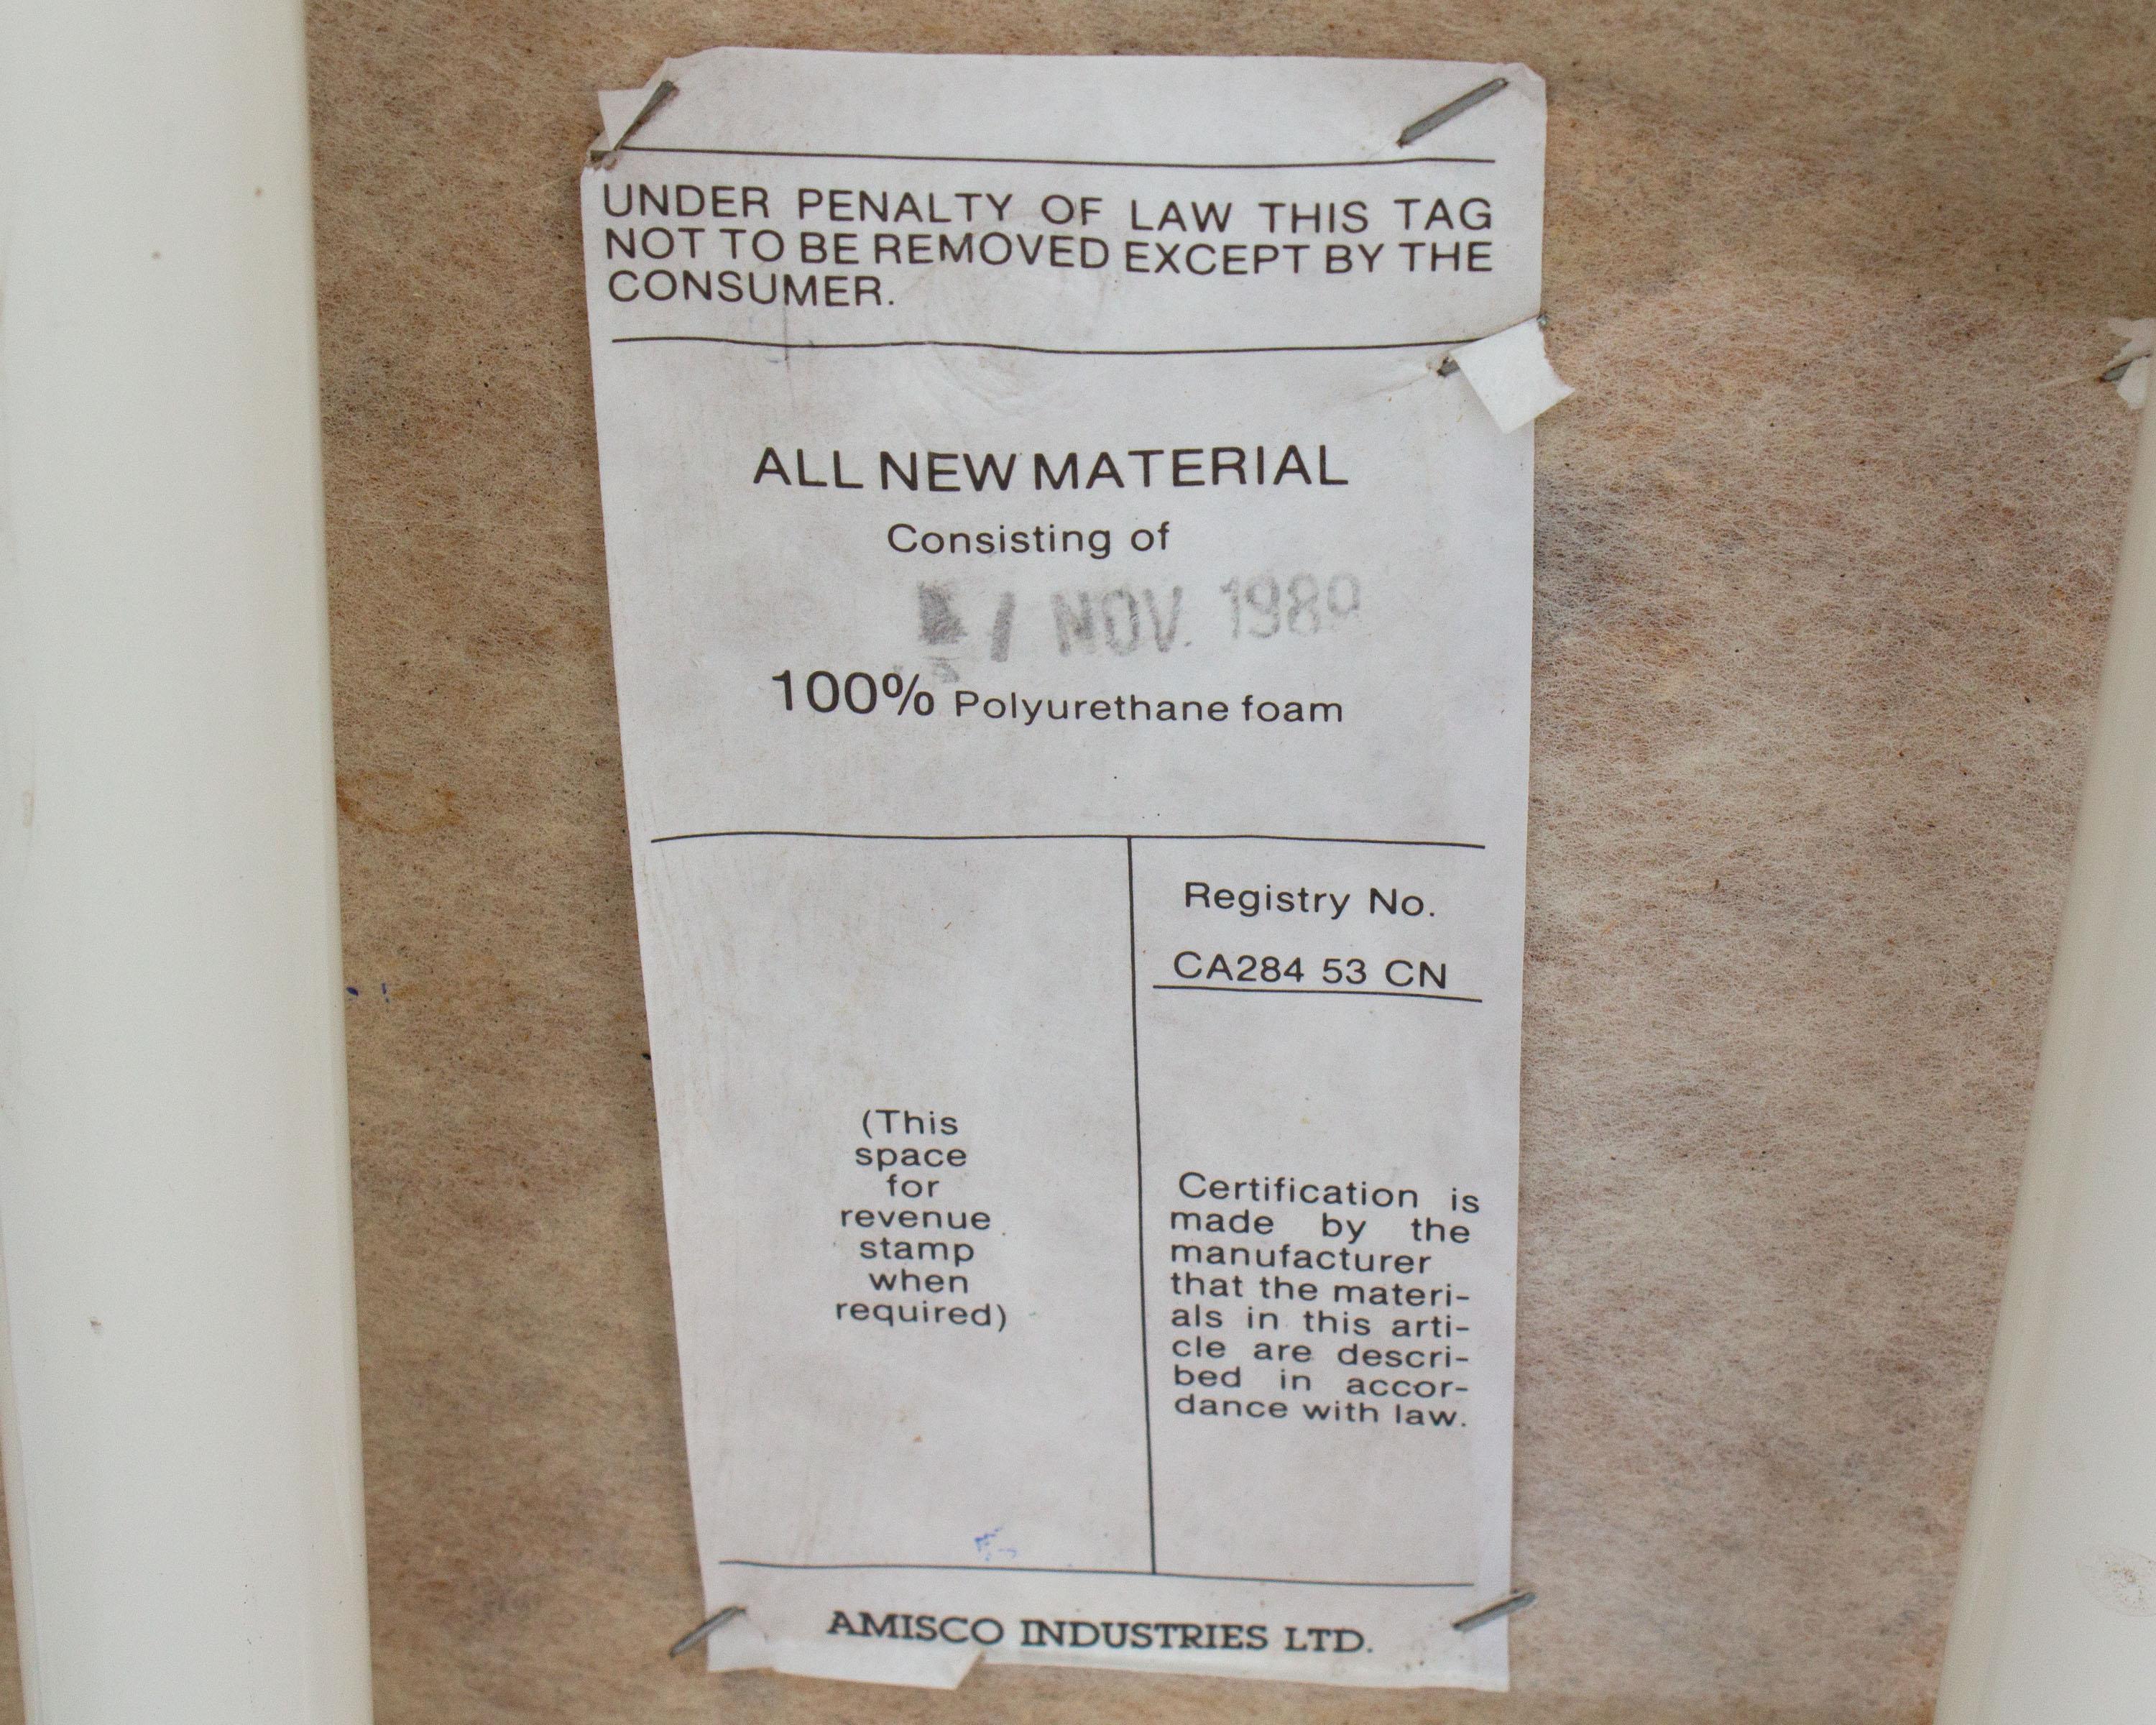 UNDER PENALTY OF LAW THIS TAG
NOT TO BE REMOVED EXCEPT BY THE
CONSUMER.
ALL NEW MATERIAL
Consisting of
NOV. 1989
100% Polyurethane foam
Registry No.
CA284 53 CN
(This
space
for
revenue
stamp
when
required)
Certification is
made by the
manufacturer
that the materi-
als in this arti-
cle are descri-
bed in accor-
dance with law.
AMISCO INDUSTRIES LTD.